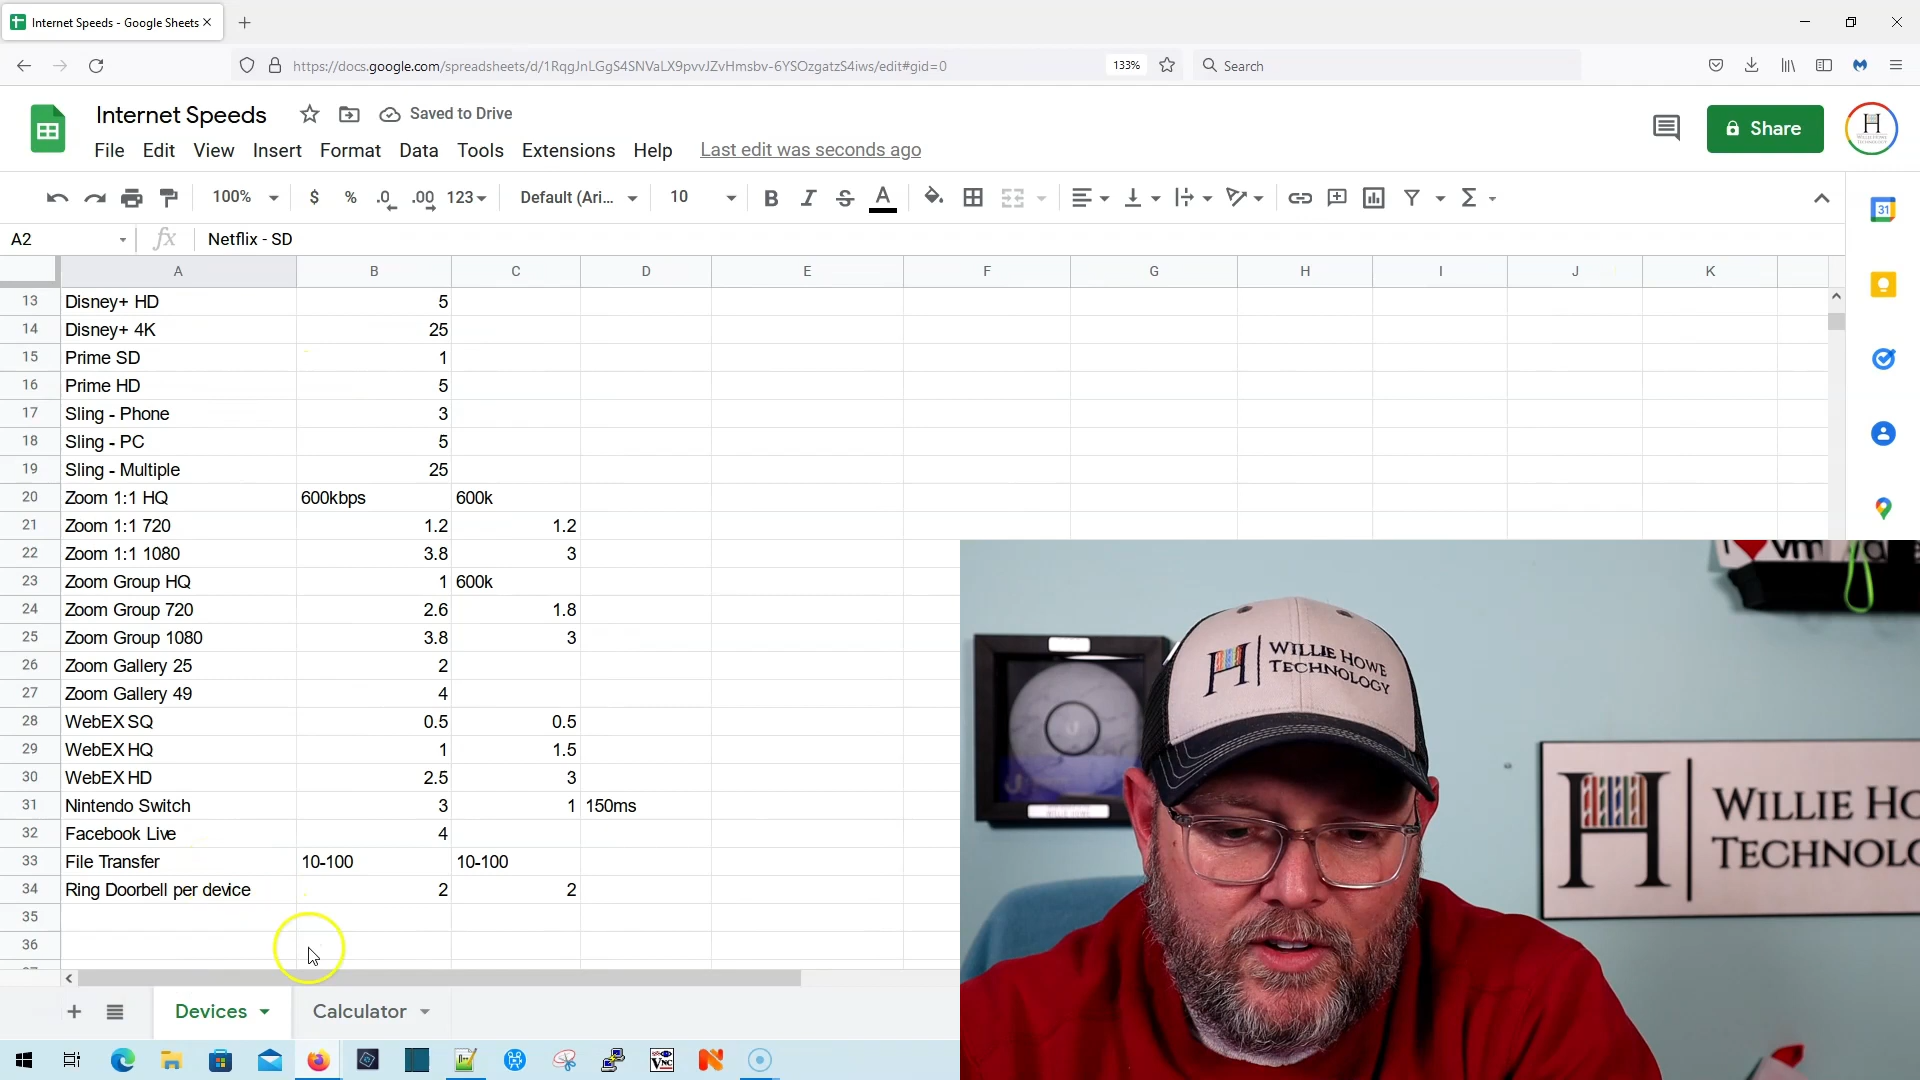 Internet Speeds - Google Sheets
https://docs.google.com/spreadsheets/d/1RqgJnLGgS4SNVaLX9pvvJZvHmsbv-6YSOzgatzS4iws/edit#gid=0
133%
Search
Internet Speeds
Saved to Drive
File Edit View Insert Format Data Tools Extensions Help Last edit was seconds ago
Share
H
100% $ % .0 .00 123 Default (Ari... 10 B I S A
31
A2 fx Netflix - SD
A B C D E F G H I J K
13 Disney+ HD 5
14 Disney+ 4K 25
15 Prime SD 1
16 Prime HD 5
17 Sling - Phone 3
18 Sling - PC 5
19 Sling - Multiple 25
20 Zoom 1:1 HQ 600kbps 600k
21 Zoom 1:1 720 1.2 1.2
22 Zoom 1:1 1080 3.8 3
23 Zoom Group HQ 1 600k
24 Zoom Group 720 2.6 1.8
25 Zoom Group 1080 3.8 3
26 Zoom Gallery 25 2
27 Zoom Gallery 49 4
28 WebEX SQ 0.5 0.5
29 WebEX HQ 1 1.5
30 WebEX HD 2.5 3
31 Nintendo Switch 3 1 150ms
32 Facebook Live 4
33 File Transfer 10-100 10-100
34 Ring Doorbell per device 2 2
35
36
Devices Calculator
H WILLIE HOWE
TECHNOLOGY
H WILLIE HO
TECHNOLO